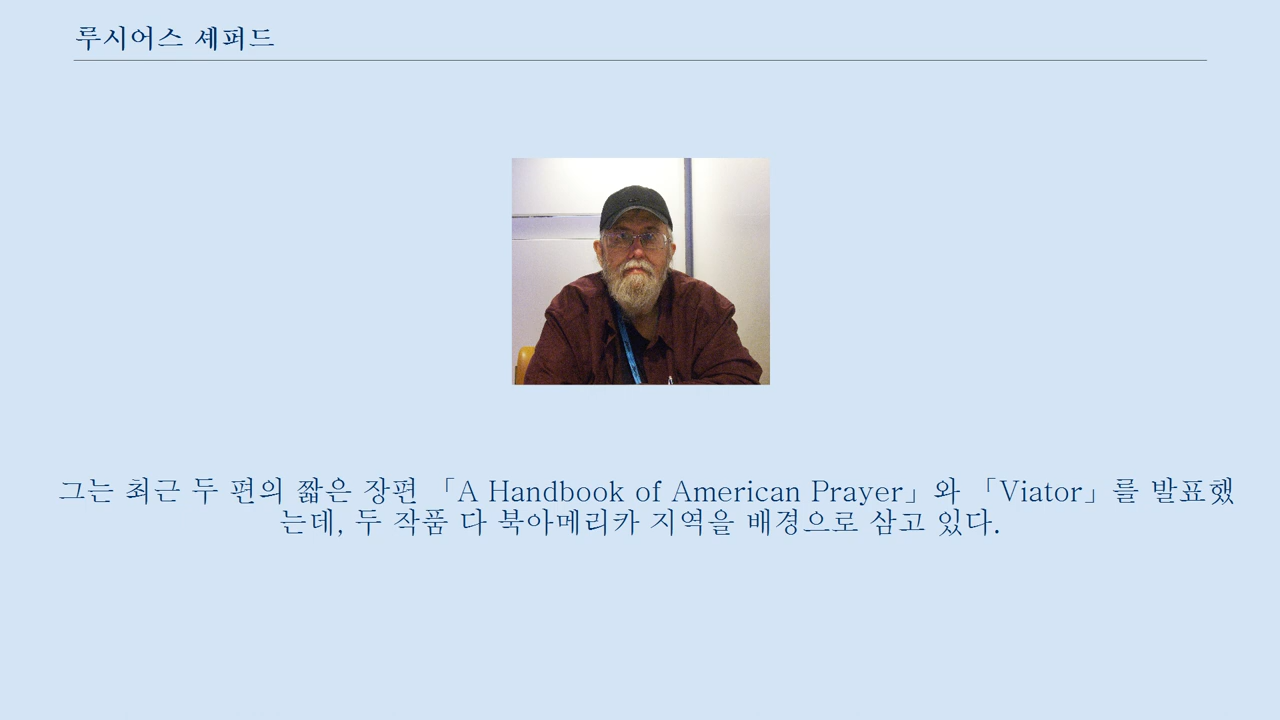 루시어스 셰퍼드
그는 최근 두 편의 짧은 장편 「A Handbook of American Prayer」와 「Viator」를 발표했
는데, 두 작품 다 북아메리카 지역을 배경으로 삼고 있다.